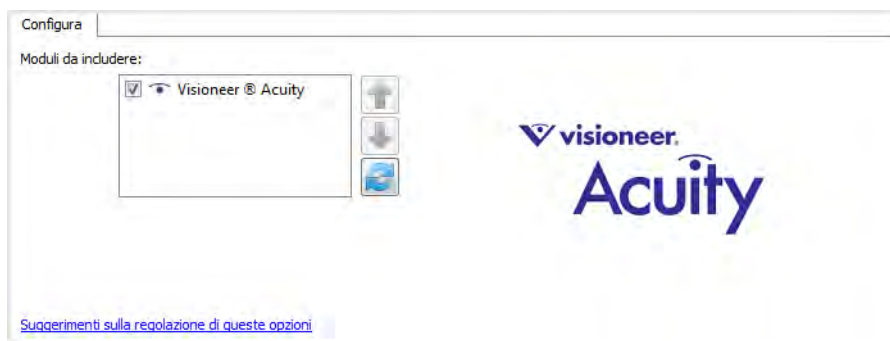 Configura
Moduli da includere:
Visioneer ® Acuity
visioneer.
Acuity
Suggerimenti sulla regolazione di queste opzioni